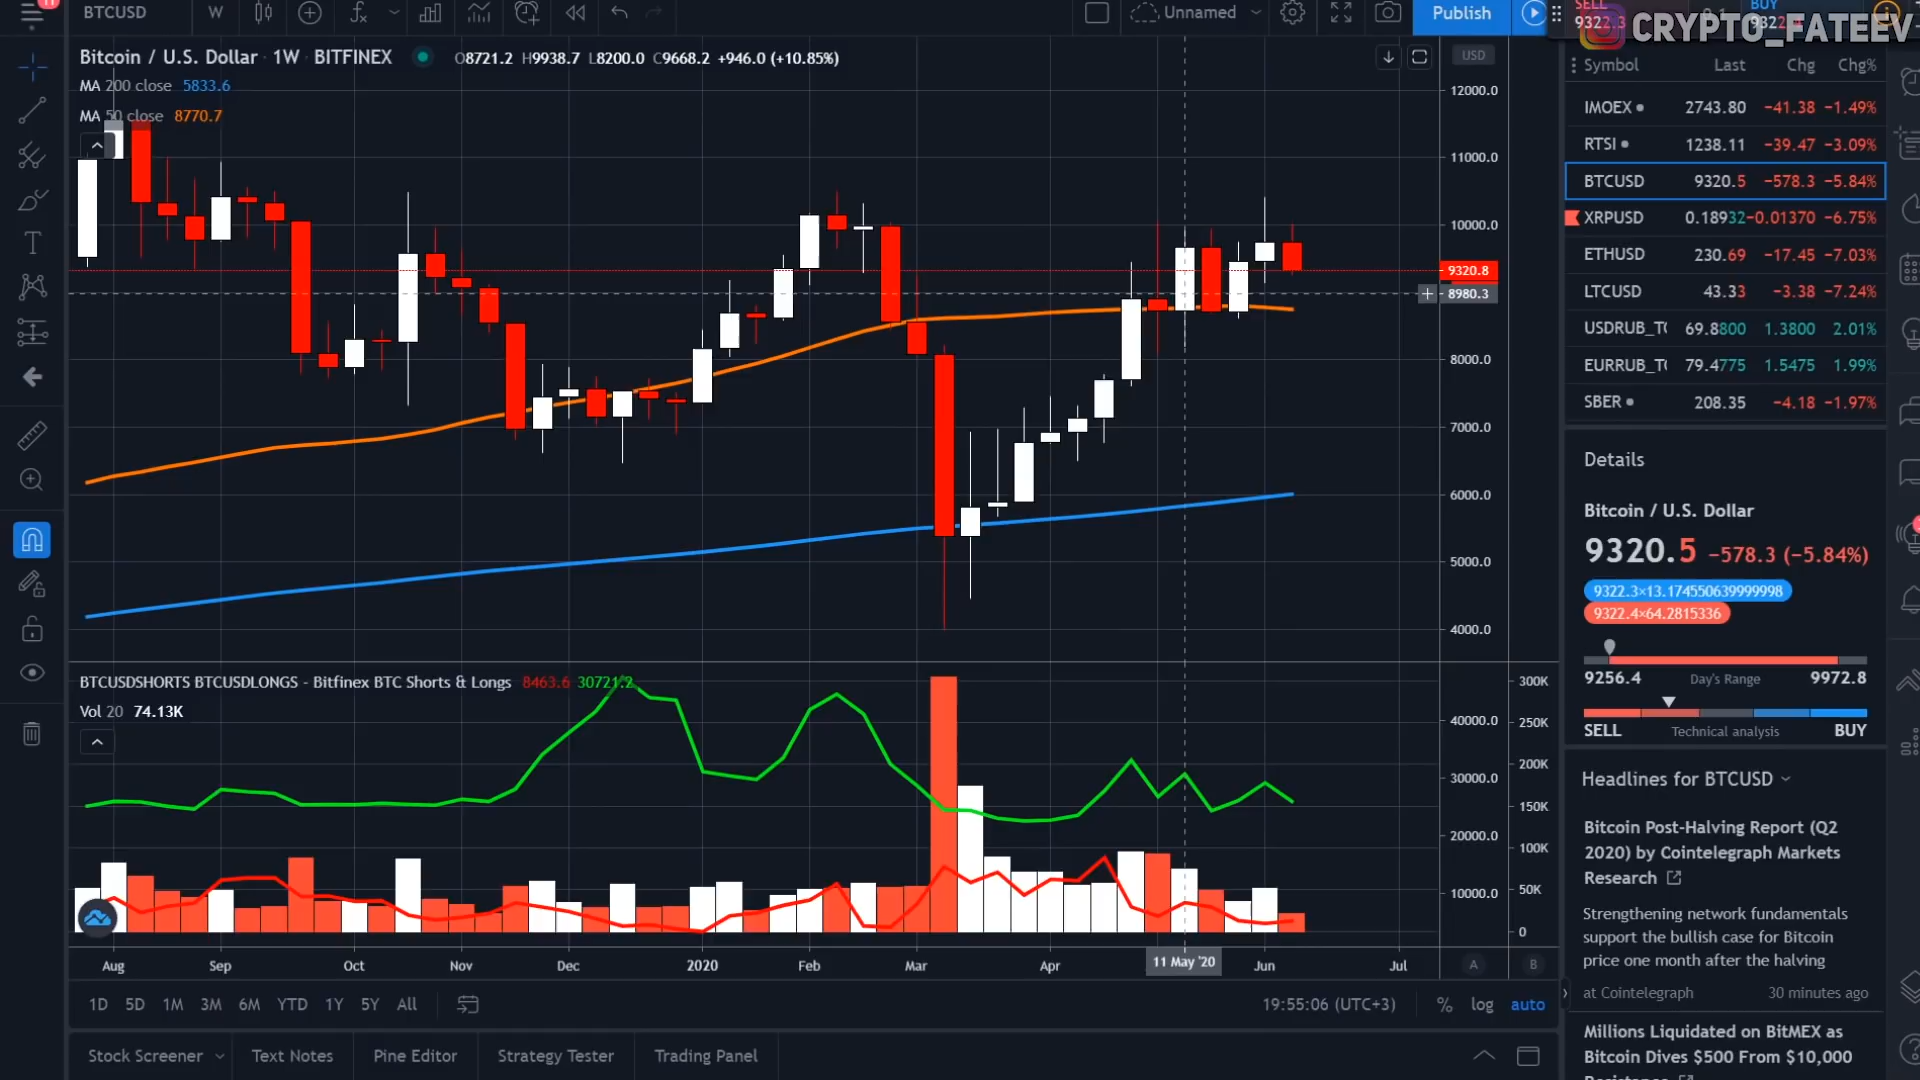 11
BTCUSD W Unnamed Publish
SELL 9322.3 0.1 BUY
CRYPTO_FATEEV
Bitcoin / U.S. Dollar · 1W · BITFINEX O8721.2 H9938.7 L8200.0 C9668.2 +946.0 (+10.85%)
MA 200 close 5833.6
MA 50 close 8770.7
USD
12000.0
11000.0
10000.0
9320.8
8980.3
8000.0
7000.0
6000.0
5000.0
4000.0
BTCUSDSHORTS BTCUSDLONGS - Bitfinex BTC Shorts & Longs 8463.6 30721.2
Vol 20 74.13K
40000.0
30000.0
20000.0
10000.0
300K
250K
200K
150K
100K
50K
0
Aug Sep Oct Nov Dec 2020 Feb Mar Apr 11 May '20 Jun Jul A B
1D 5D 1M 3M 6M YTD 1Y 5Y All 19:55:06 (UTC+3) % log auto
Stock Screener Text Notes Pine Editor Strategy Tester Trading Panel
Symbol Last Chg Chg%
IMOEX 2743.80 −41.38 −1.49%
RTSI 1238.11 −39.47 −3.09%
BTCUSD 9320.5 −578.3 −5.84%
XRPUSD 0.18932 −0.01370 −6.75%
ETHUSD 230.69 −17.45 −7.03%
LTCUSD 43.33 −3.38 −7.24%
USDRUB_T 69.8800 1.3800 2.01%
EURRUB_T 79.4775 1.5475 1.99%
SBER 208.35 −4.18 −1.97%
Details
Bitcoin / U.S. Dollar
9320.5 −578.3 (−5.84%)
9322.3×13.174550639999998
9322.4×64.2815336
9256.4 Day's Range 9972.8
SELL Technical analysis BUY
Headlines for BTCUSD
Bitcoin Post-Halving Report (Q2
2020) by Cointelegraph Markets
Research
Strengthening network fundamentals
support the bullish case for Bitcoin
price one month after the halving
at Cointelegraph 30 minutes ago
Millions Liquidated on BitMEX as
Bitcoin Dives $500 From $10,000